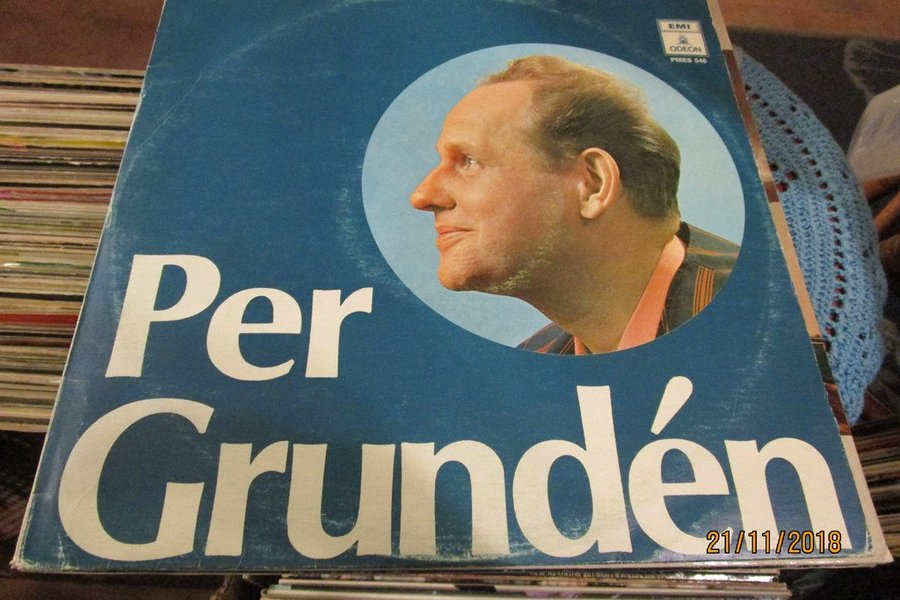 EMI
ODEON
PMES 546
Per
Grundén
21/11/2018